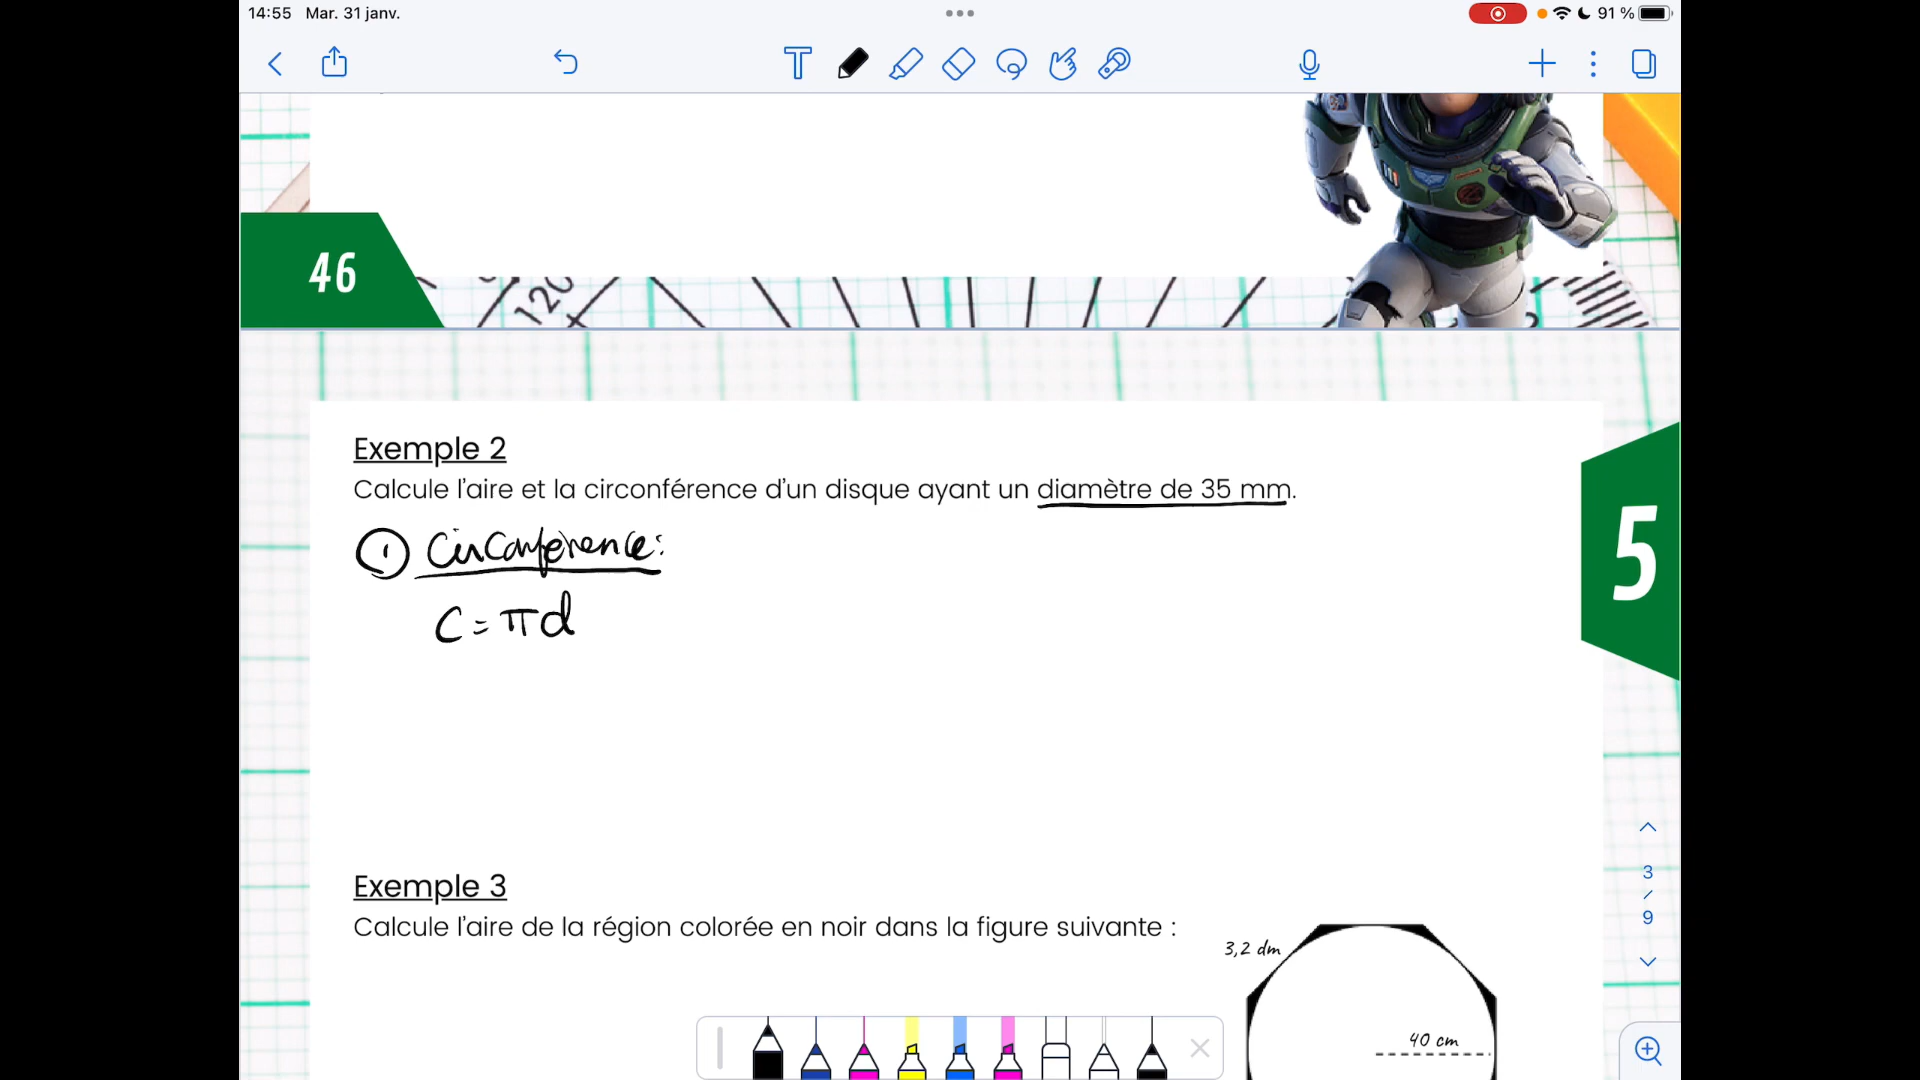 14:55 Mar. 31 janv.
91 %
T
46
120
Exemple 2
Calcule l'aire et la circonférence d'un disque ayant un diamètre de 35 mm.
① Circonférence:
C = πd
5
3
/
9
Exemple 3
Calcule l'aire de la région colorée en noir dans la figure suivante :
3,2 dm
40 cm